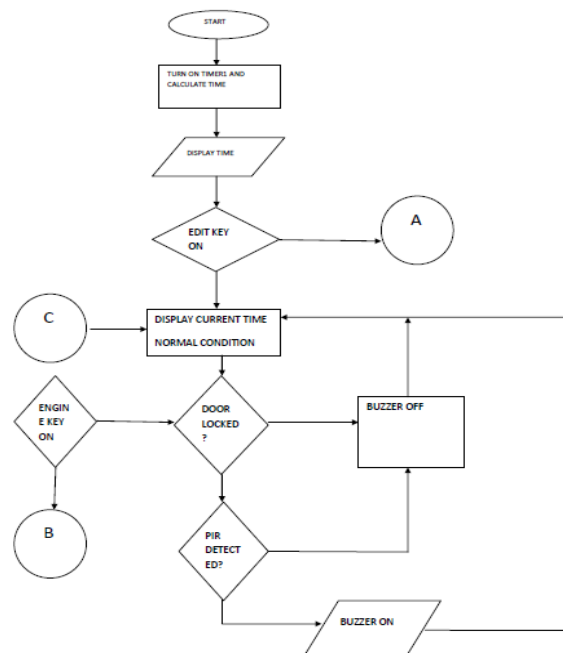 START
TURN ON TIMER1 AND
CALCULATE TIME
DISPLAY TIME
EDIT KEY
ON
A
C
DISPLAY CURRENT TIME
NORMAL CONDITION
ENGIN
E KEY
ON
DOOR
LOCKED
?
BUZZER OFF
B
PIR
DETECT
ED?
BUZZER ON